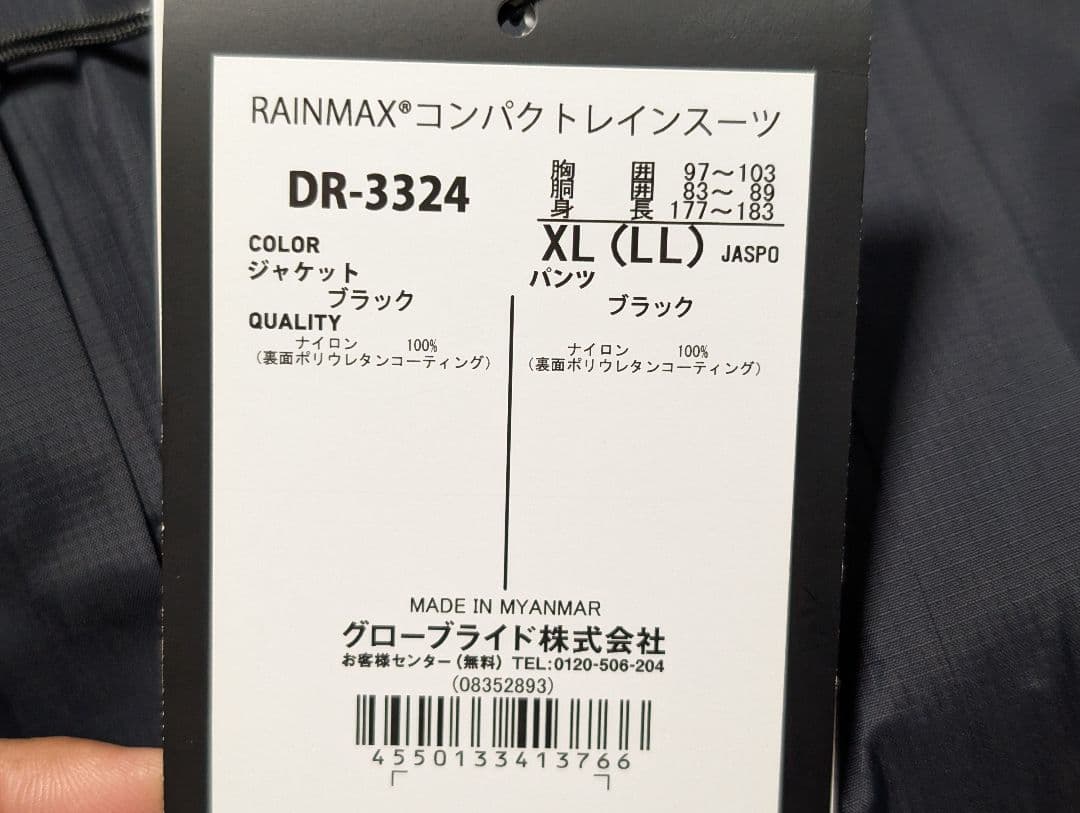 RAINMAX®コンパクトレインスーツ
DR-3324
胸 囲 97～103
胴 囲 83～ 89
身 長 177～183
XL(LL) JASPO
COLOR
ジャケット
ブラック
QUALITY
ナイロン 100%
(裏面ポリウレタンコーティング)
パンツ
ブラック
ナイロン 100%
(裏面ポリウレタンコーティング)
MADE IN MYANMAR
グローブライド株式会社
お客様センター(無料) TEL:0120-506-204
(08352893)
4550133413766